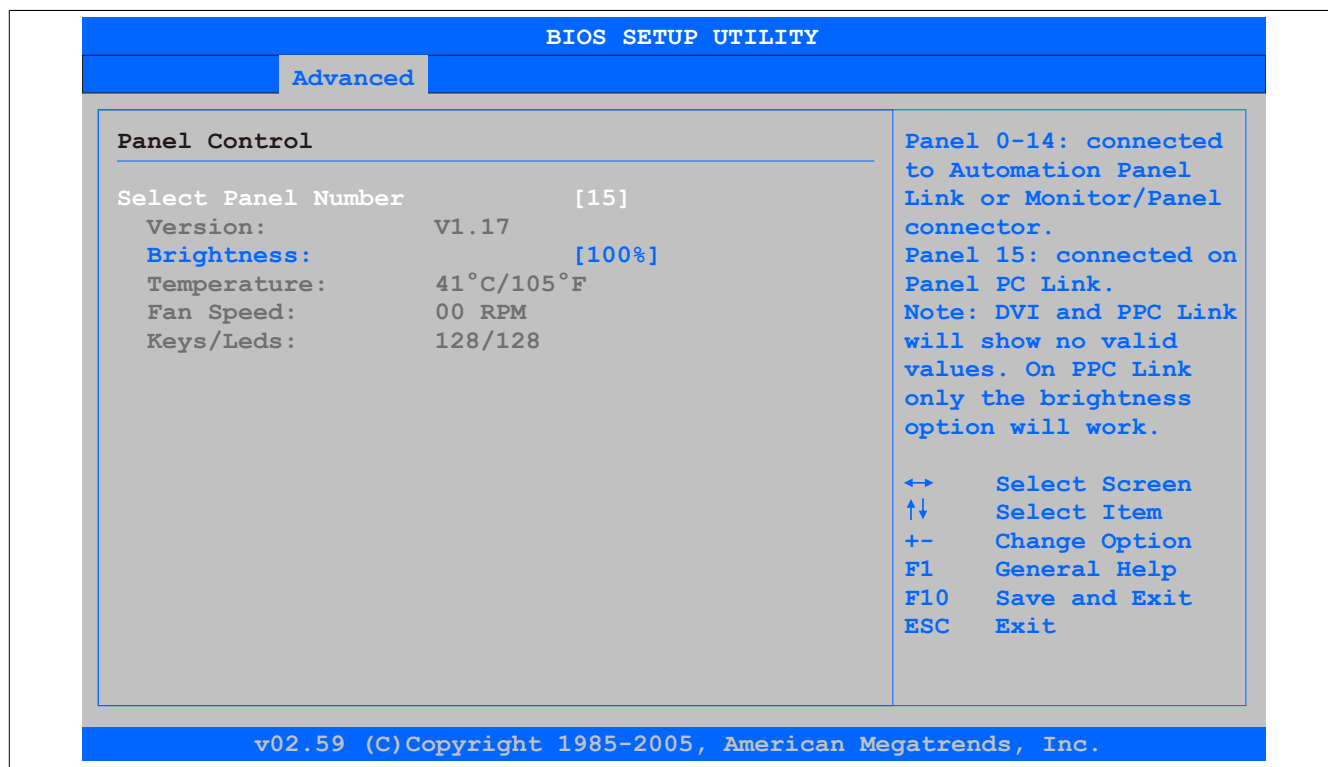 BIOS SETUP UTILITY
Advanced
Panel Control
Select Panel Number [15]
Version: V1.17
Brightness: [100%]
Temperature: 41°C/105°F
Fan Speed: 00 RPM
Keys/Leds: 128/128
Panel 0-14: connected
to Automation Panel
Link or Monitor/Panel
connector.
Panel 15: connected on
Panel PC Link.
Note: DVI and PPC Link
will show no valid
values. On PPC Link
only the brightness
option will work.
↔ Select Screen
↑↓ Select Item
+- Change Option
F1 General Help
F10 Save and Exit
ESC Exit
v02.59 (C)Copyright 1985-2005, American Megatrends, Inc.